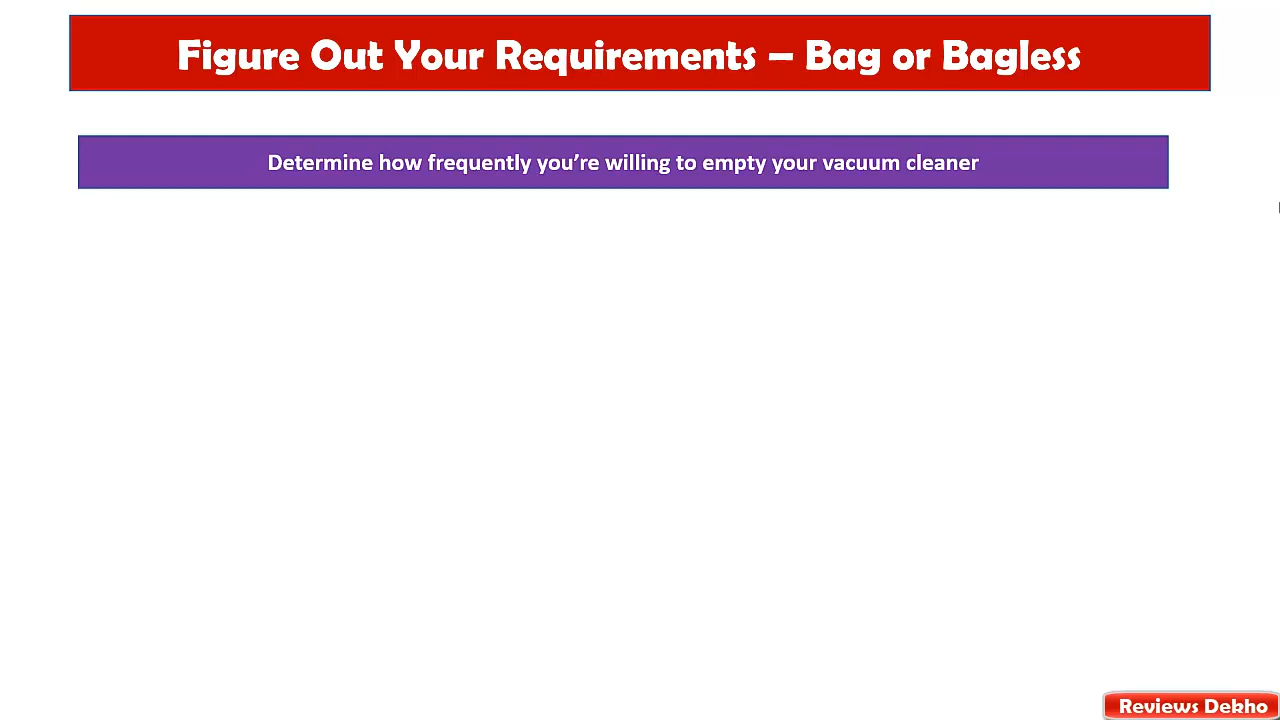 Figure Out Your Requirements – Bag or Bagless
Determine how frequently you’re willing to empty your vacuum cleaner
Reviews Dekho